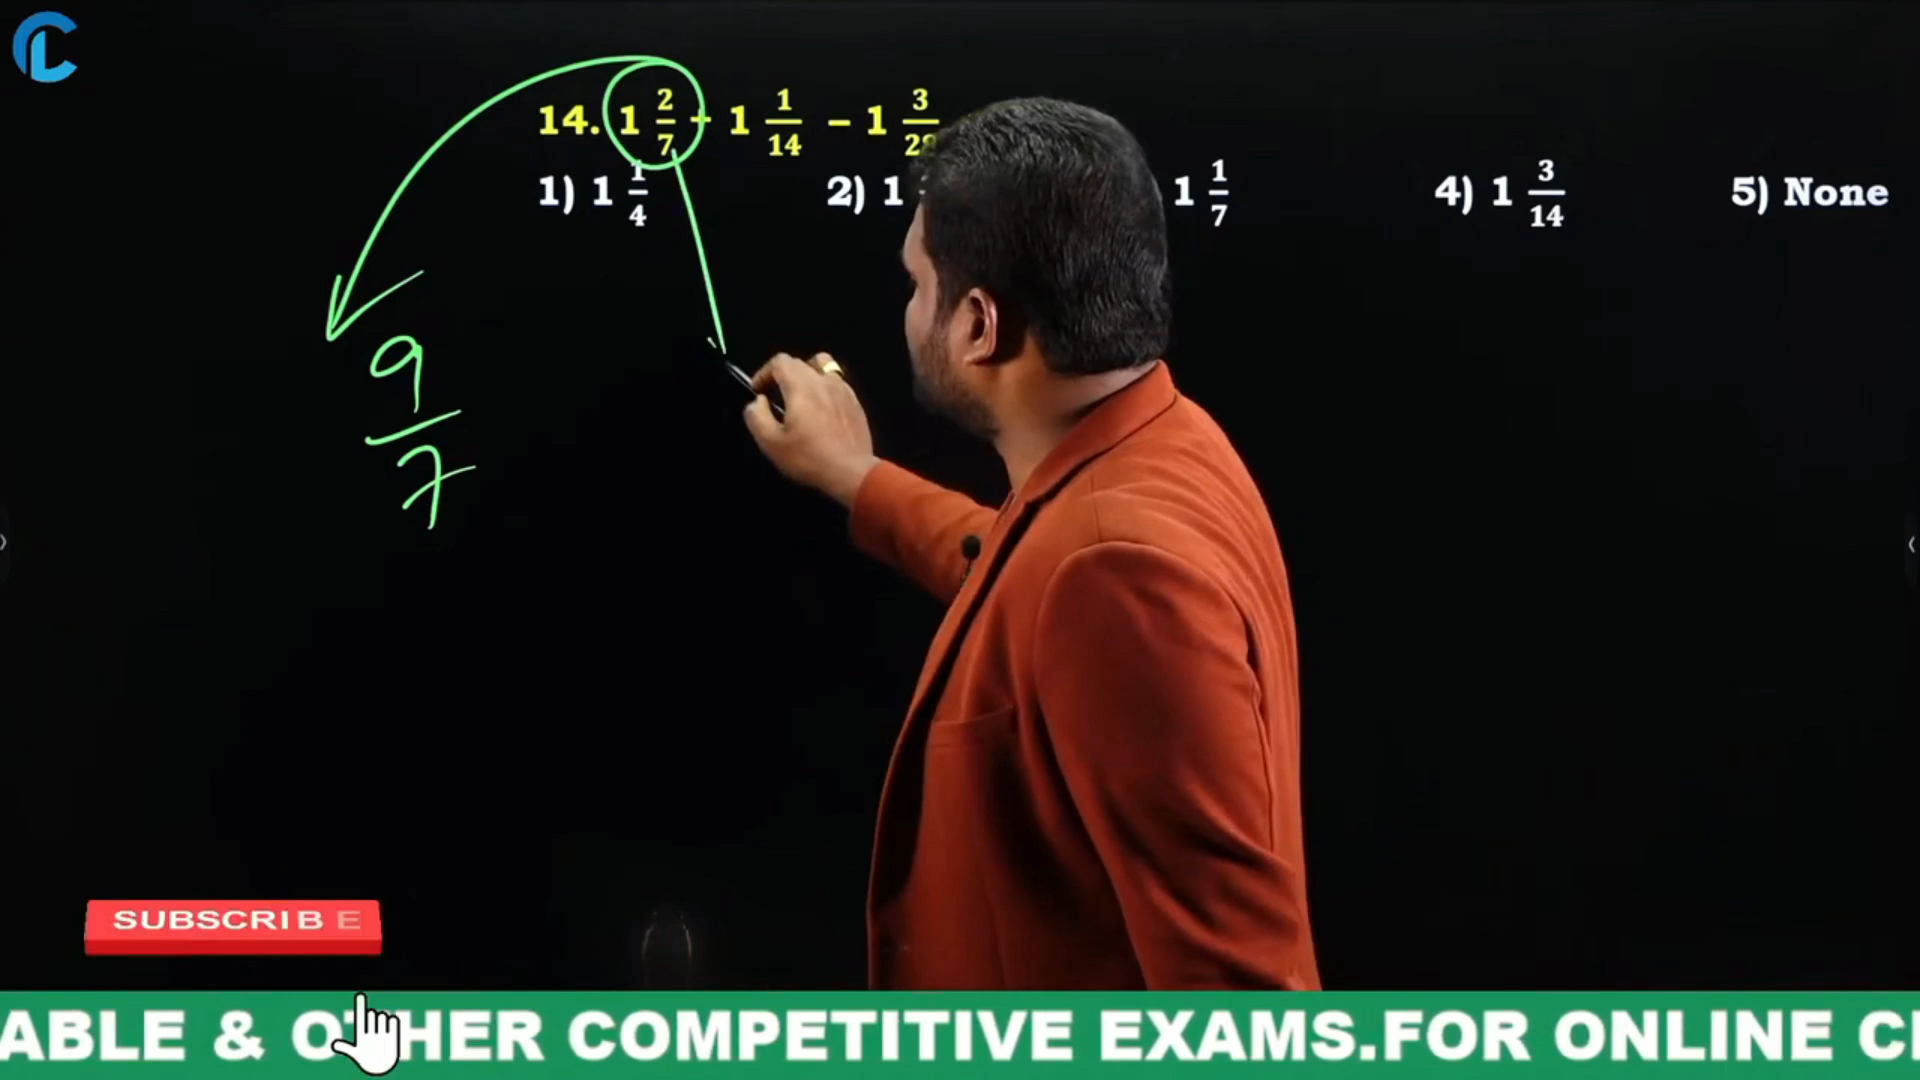 14. 1 2/7 + 1 1/14 - 1 3/28
1) 1 1/4 2) 1 1 1/7 4) 1 3/14 5) None
9/7
SUBSCRIBE
ABLE & OTHER COMPETITIVE EXAMS.FOR ONLINE